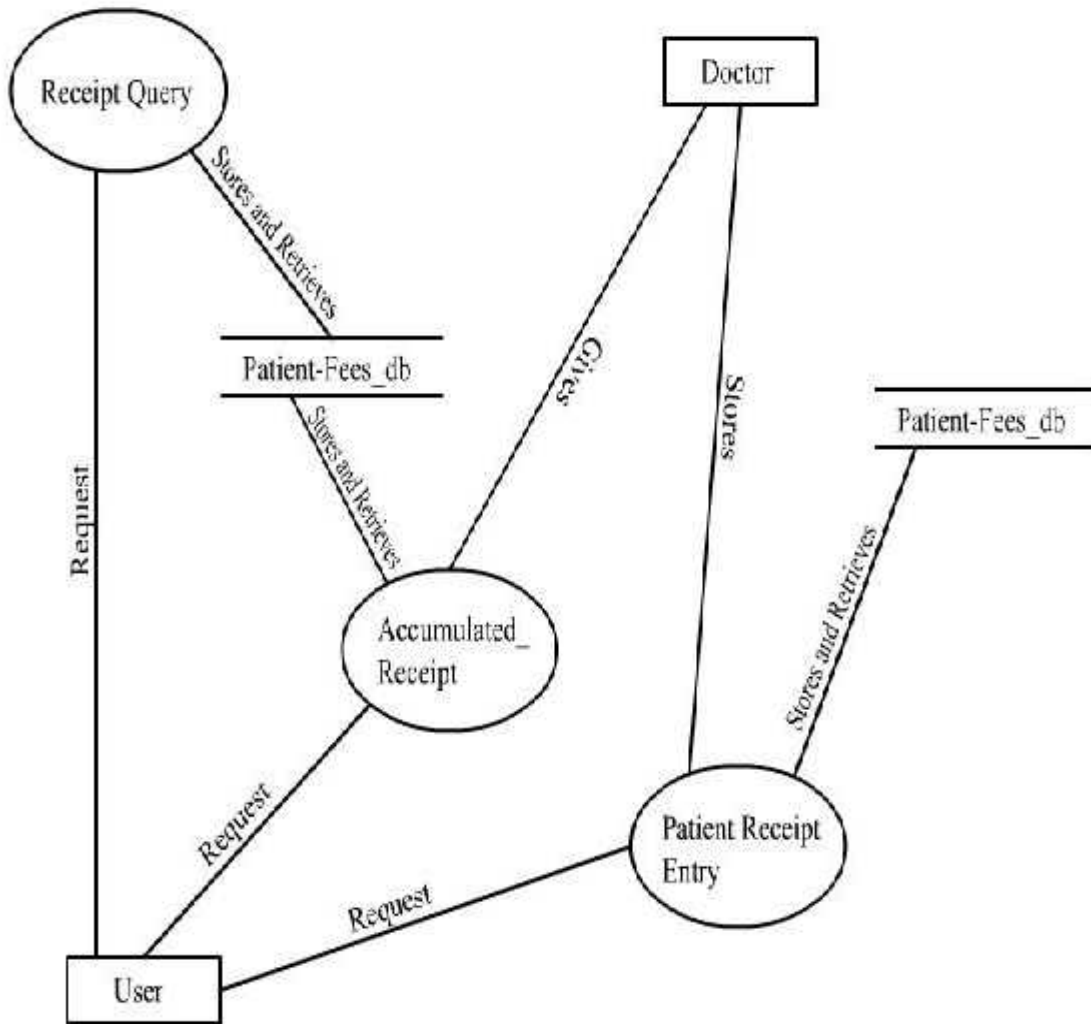 Receipt Query
Doctor
Stores and Retrieves
Patient-Fees_db
Gives
Stores
Patient-Fees_db
Stores and Retrieves
Request
Stores and Retrieves
Accumulated_
Receipt
Request
Patient Receipt
Entry
Request
User